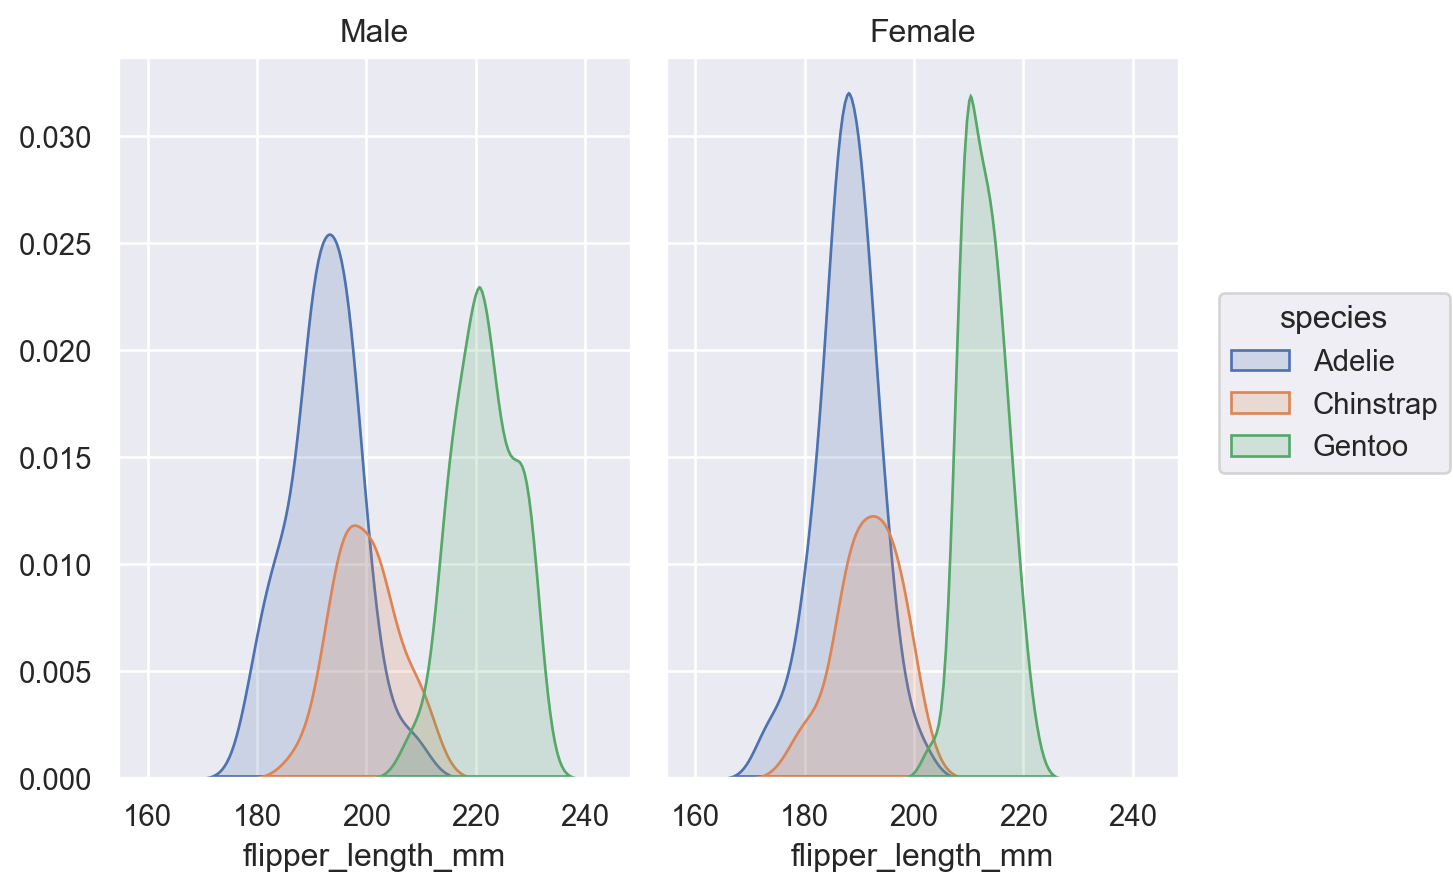 Male
Female
0.030
0.025
0.020
0.015
0.010
0.005
0.000
160 180 200 220 240
160 180 200 220 240
flipper_length_mm
flipper_length_mm
species
Adelie
Chinstrap
Gentoo